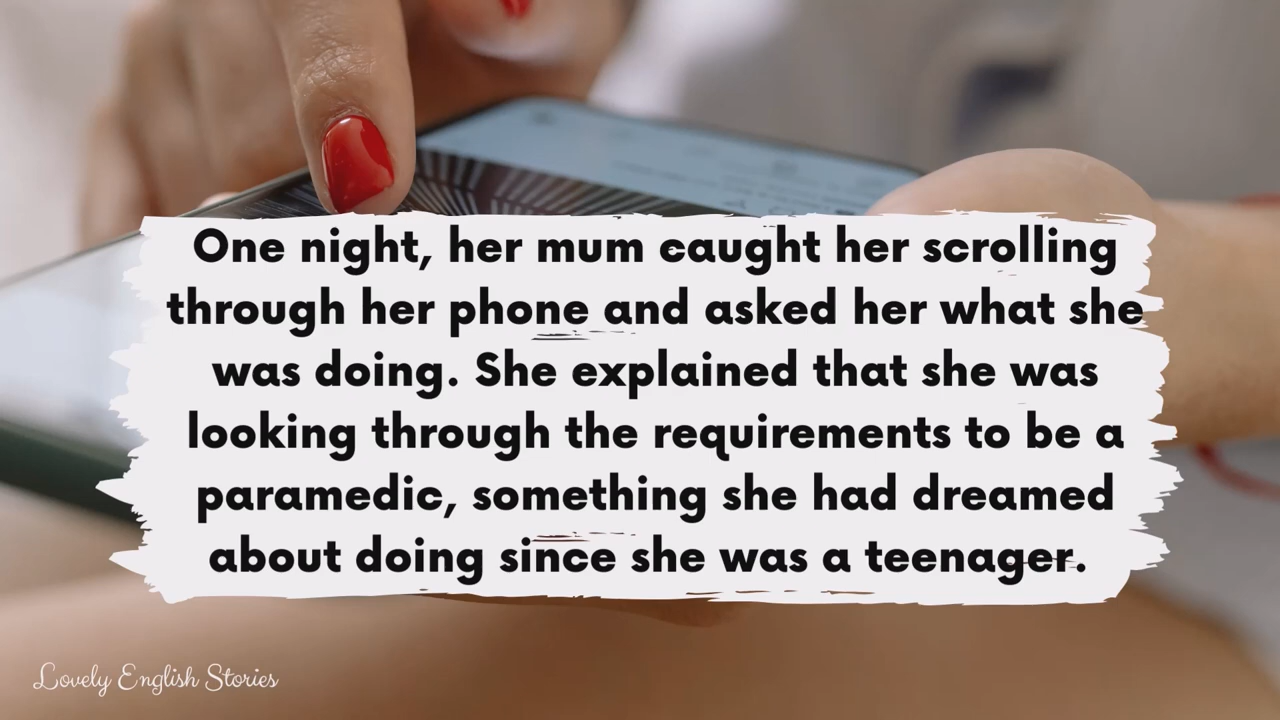 One night, her mum caught her scrolling
through her phone and asked her what she
was doing. She explained that she was
looking through the requirements to be a
paramedic, something she had dreamed
about doing since she was a teenager.
Lovely English Stories